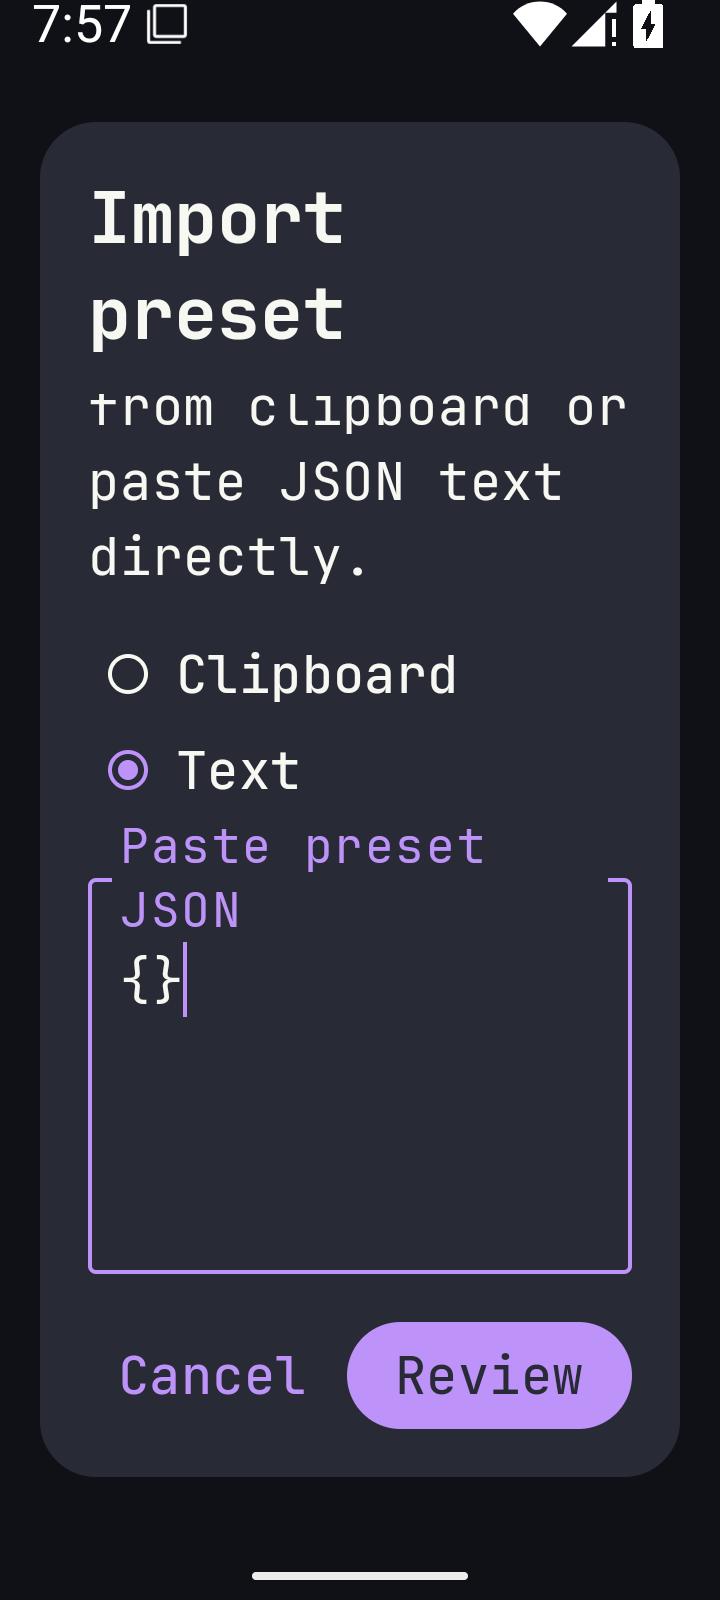 7:57
Import
preset
from clipboard or
paste JSON text
directly.
Clipboard
Text
Paste preset
JSON
{}
Cancel
Review